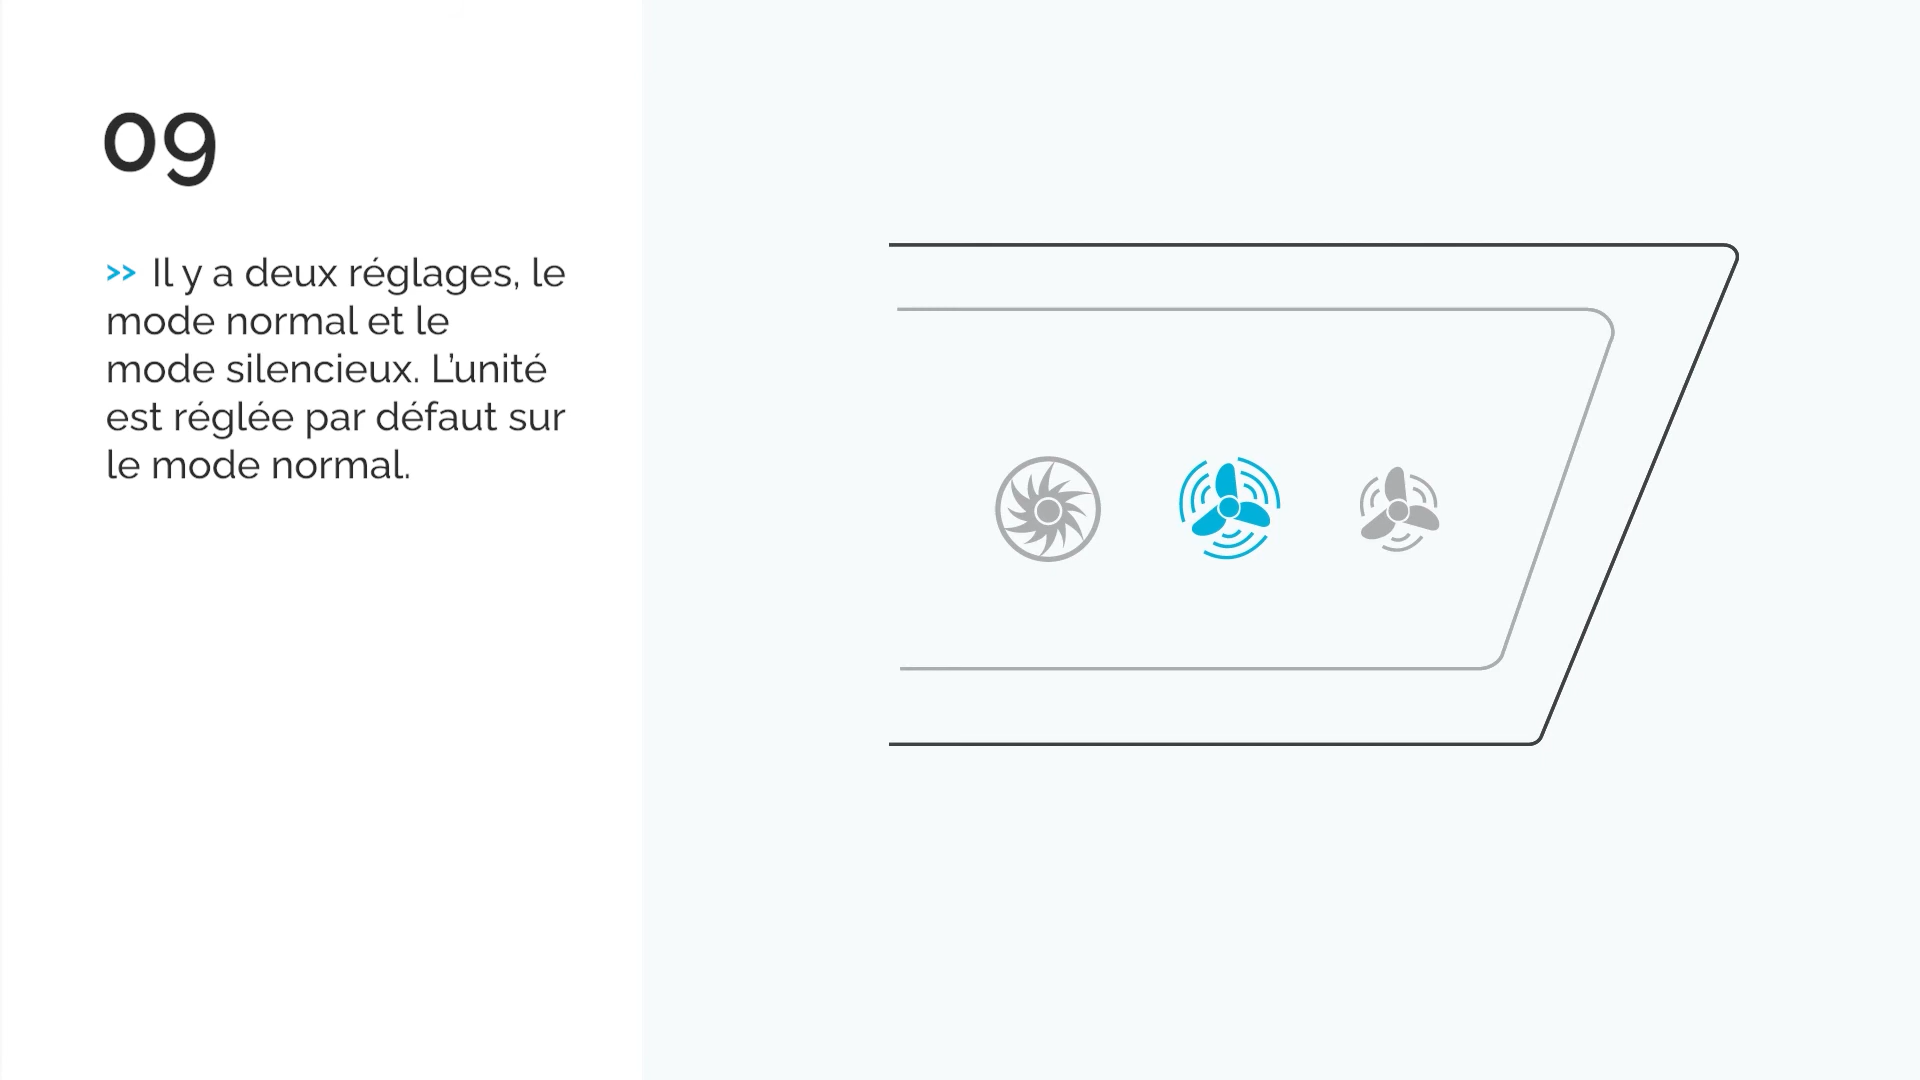 09
>> Il y a deux réglages, le
mode normal et le
mode silencieux. L’unité
est réglée par défaut sur
le mode normal.